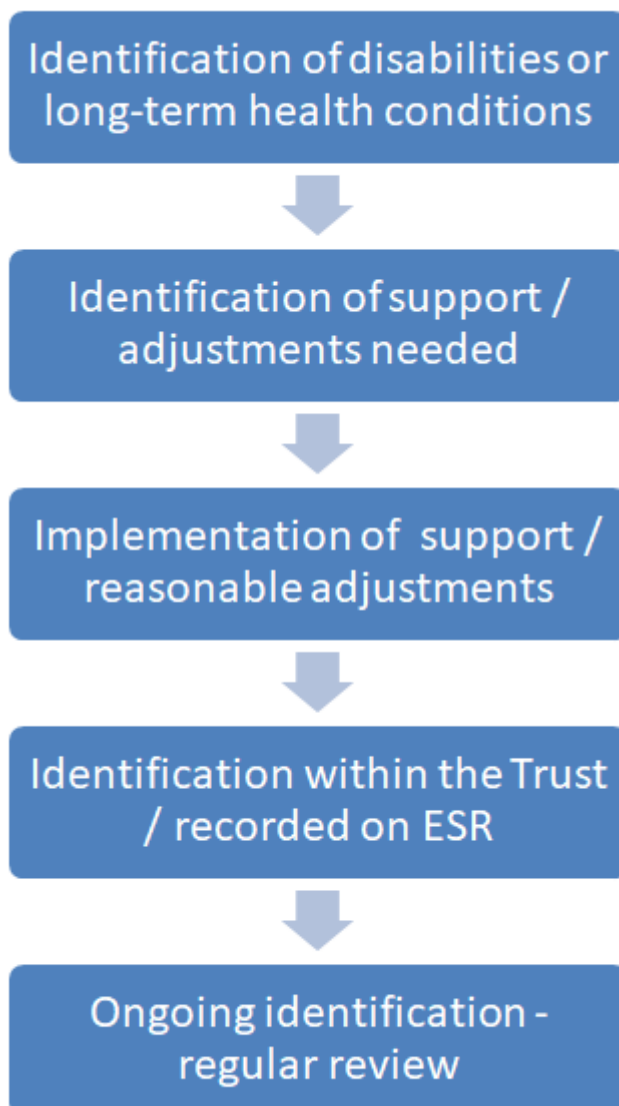 Identification of disabilities or
long-term health conditions
Identification of support /
adjustments needed
Implementation of support /
reasonable adjustments
Identification within the Trust
/ recorded on ESR
Ongoing identification -
regular review